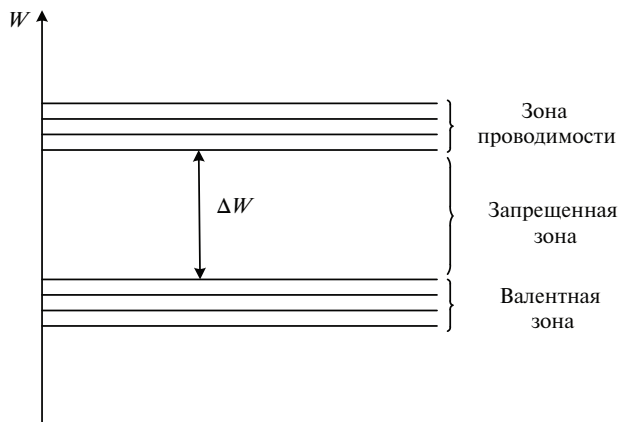 W
Зона
проводимости
ΔW
Запрещенная
зона
Валентная
зона